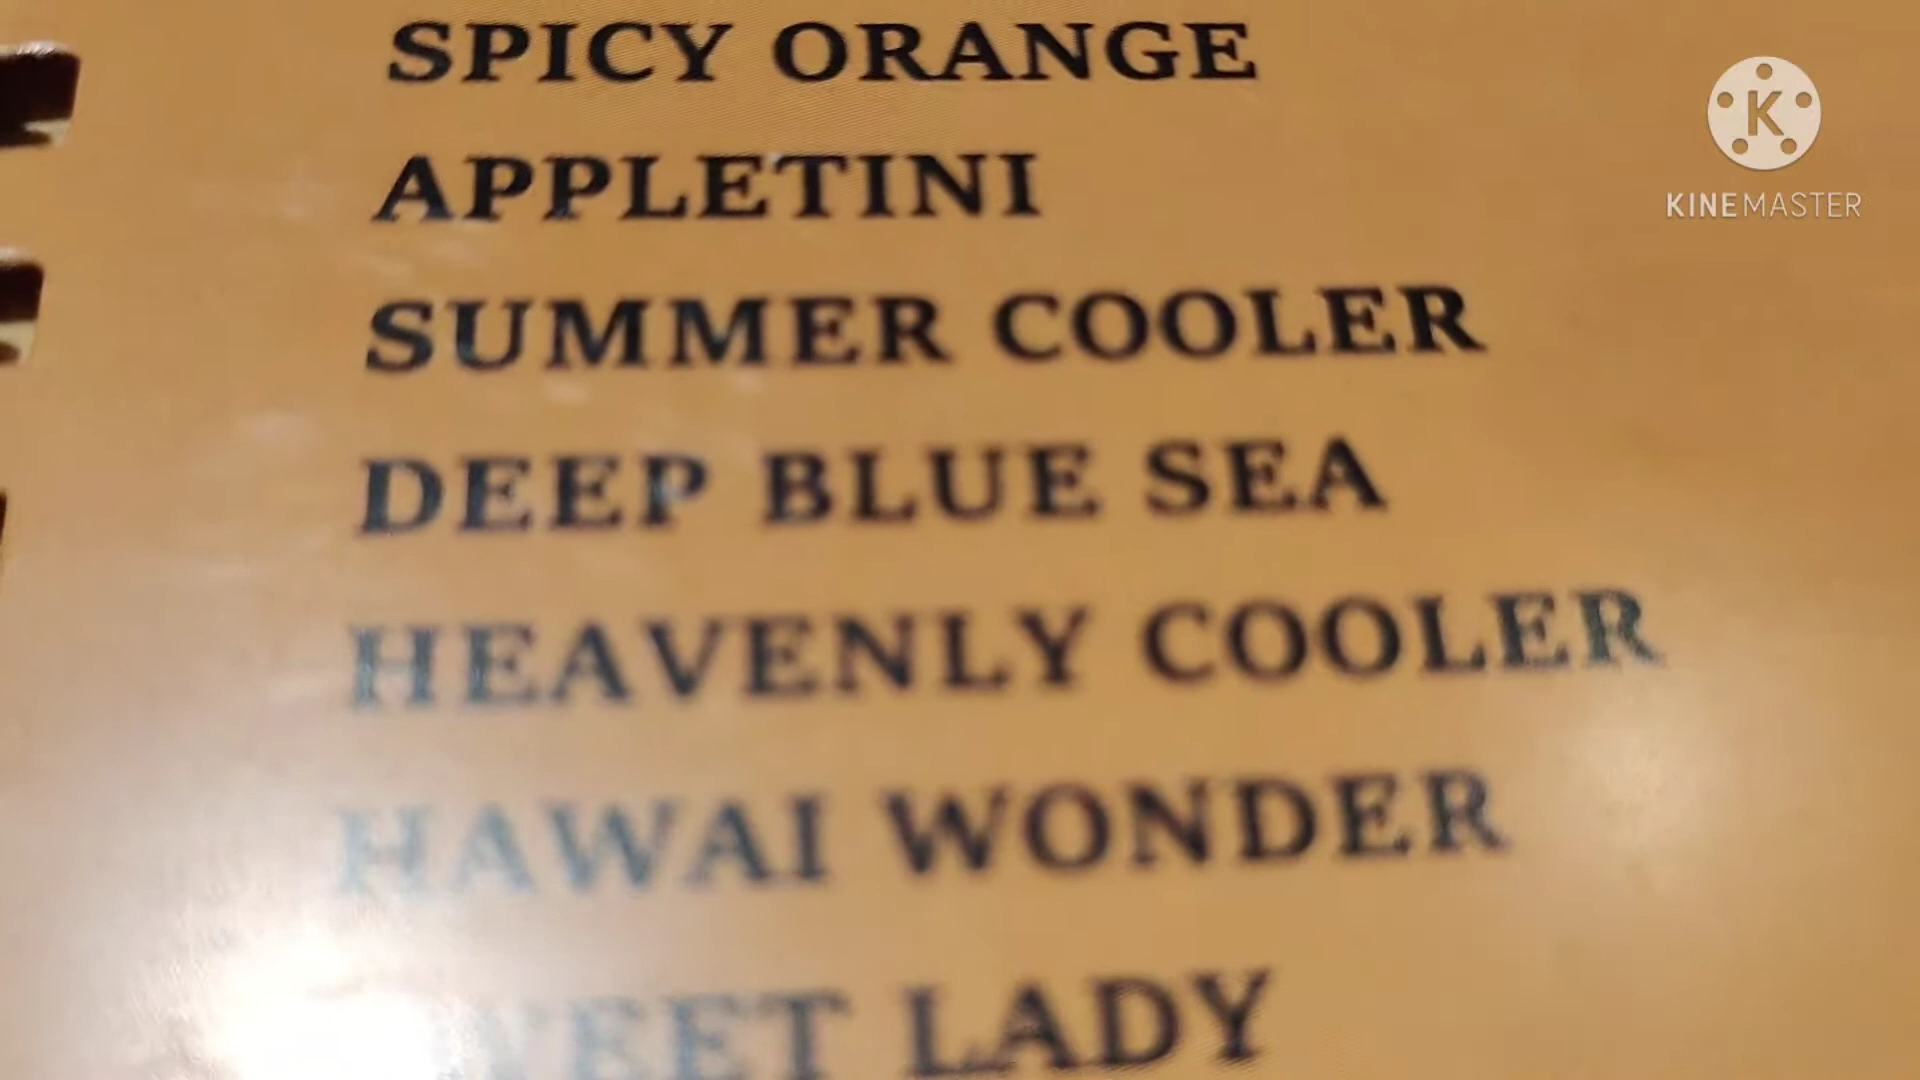 SPICY ORANGE
APPLETINI
SUMMER COOLER
DEEP BLUE SEA
HEAVENLY COOLER
HAWAI WONDER
LADY
K
KINEMASTER